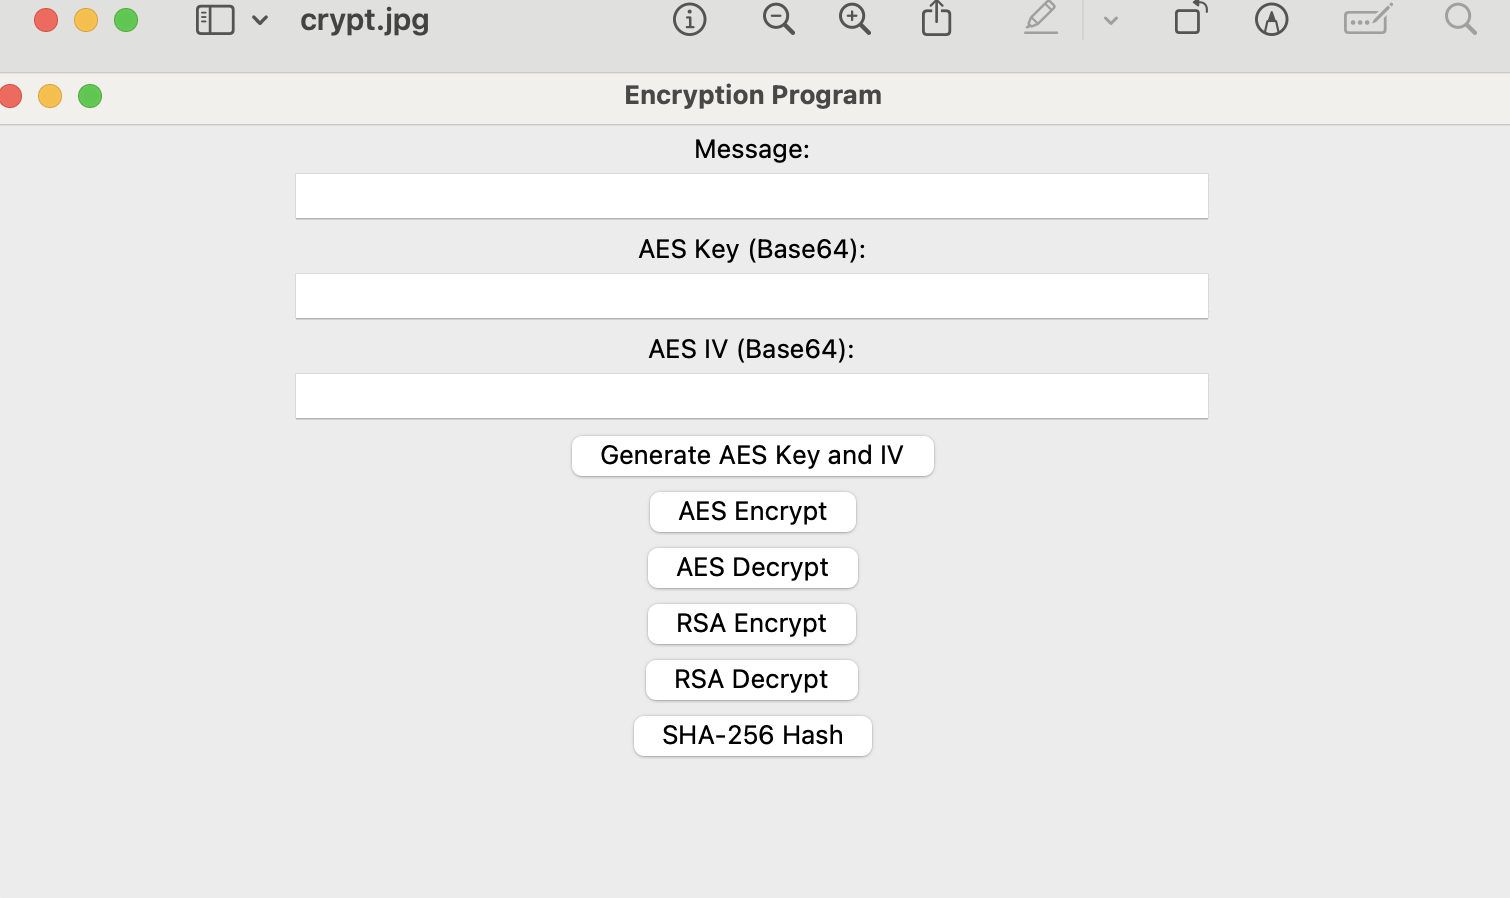 crypt.jpg
Encryption Program
Message:
AES Key (Base64):
AES IV (Base64):
Generate AES Key and IV
AES Encrypt
AES Decrypt
RSA Encrypt
RSA Decrypt
SHA-256 Hash